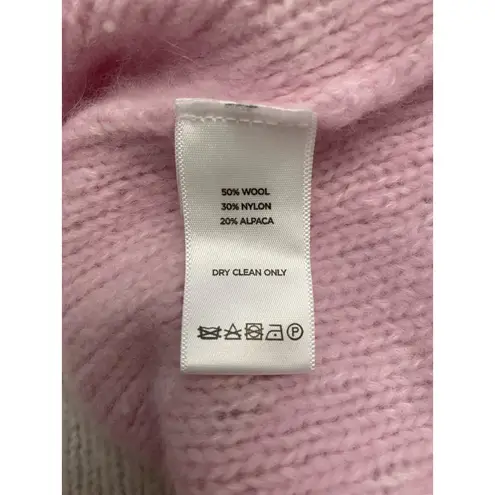 50% WOOL
30% NYLON
20% ALPACA
DRY CLEAN ONLY
P